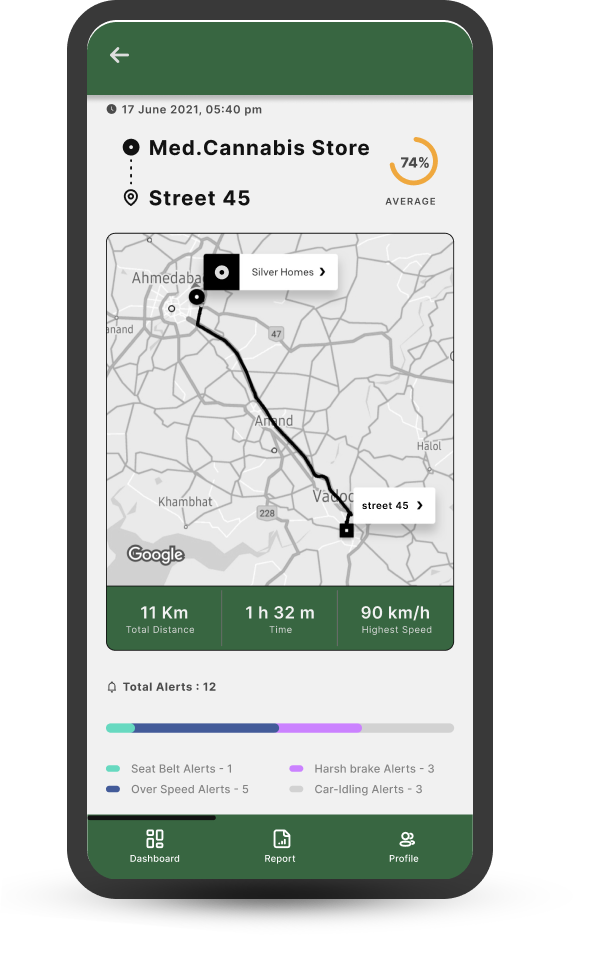 17 June 2021, 05:40 pm
Med.Cannabis Store
74%
Street 45
AVERAGE
Silver Homes
Ahmedaba
anand
47
Anand
Halol
Vadoc
street 45
Khambhat
228
Google
11 Km
1 h 32 m
90 km/h
Total Distance
Time
Highest Speed
Total Alerts : 12
Seat Belt Alerts - 1
Harsh brake Alerts - 3
Over Speed Alerts - 5
Car-Idling Alerts - 3
Dashboard
Report
Profile